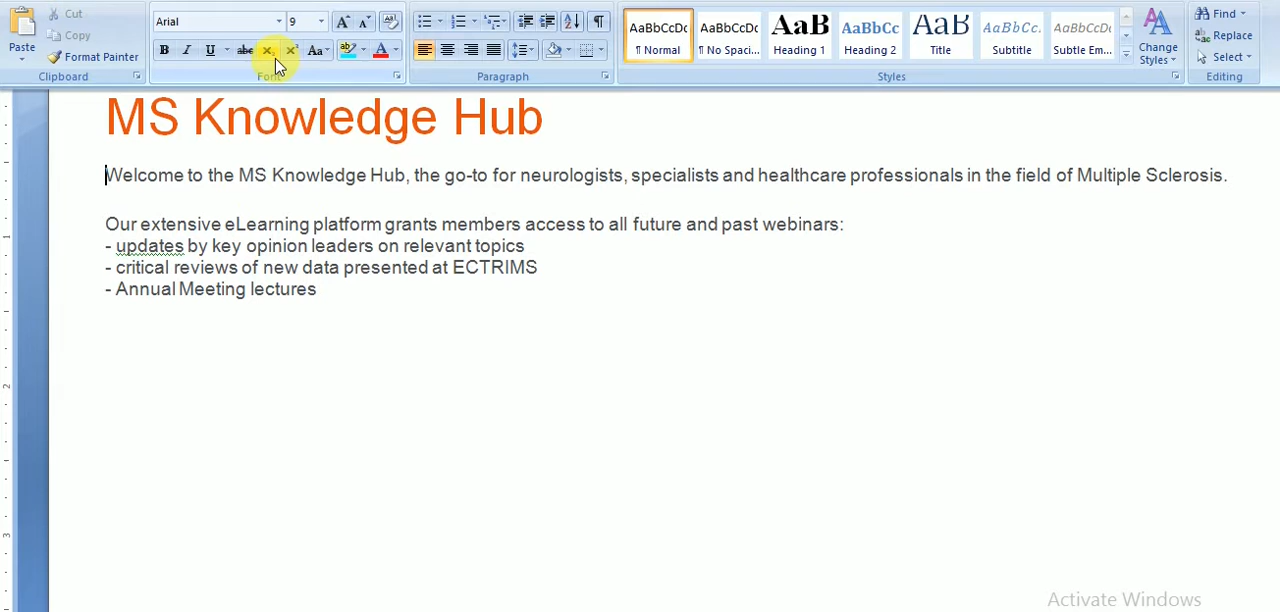 Cut
Copy
Format Painter
Paste
Clipboard
Arial
9
Font
Paragraph
AaBbCcDc
¶ Normal
AaBbCcDc
¶ No Spaci...
AaB
Heading 1
AaBbCc
Heading 2
AaB
Title
AaBbCc.
Subtitle
AaBbCcDc
Subtle Em...
Change
Styles
Styles
Find
Replace
Select
Editing
MS Knowledge Hub
Welcome to the MS Knowledge Hub, the go-to for neurologists, specialists and healthcare professionals in the field of Multiple Sclerosis.
Our extensive eLearning platform grants members access to all future and past webinars:
- updates by key opinion leaders on relevant topics
- critical reviews of new data presented at ECTRIMS
- Annual Meeting lectures
1
2
3
Activate Windows